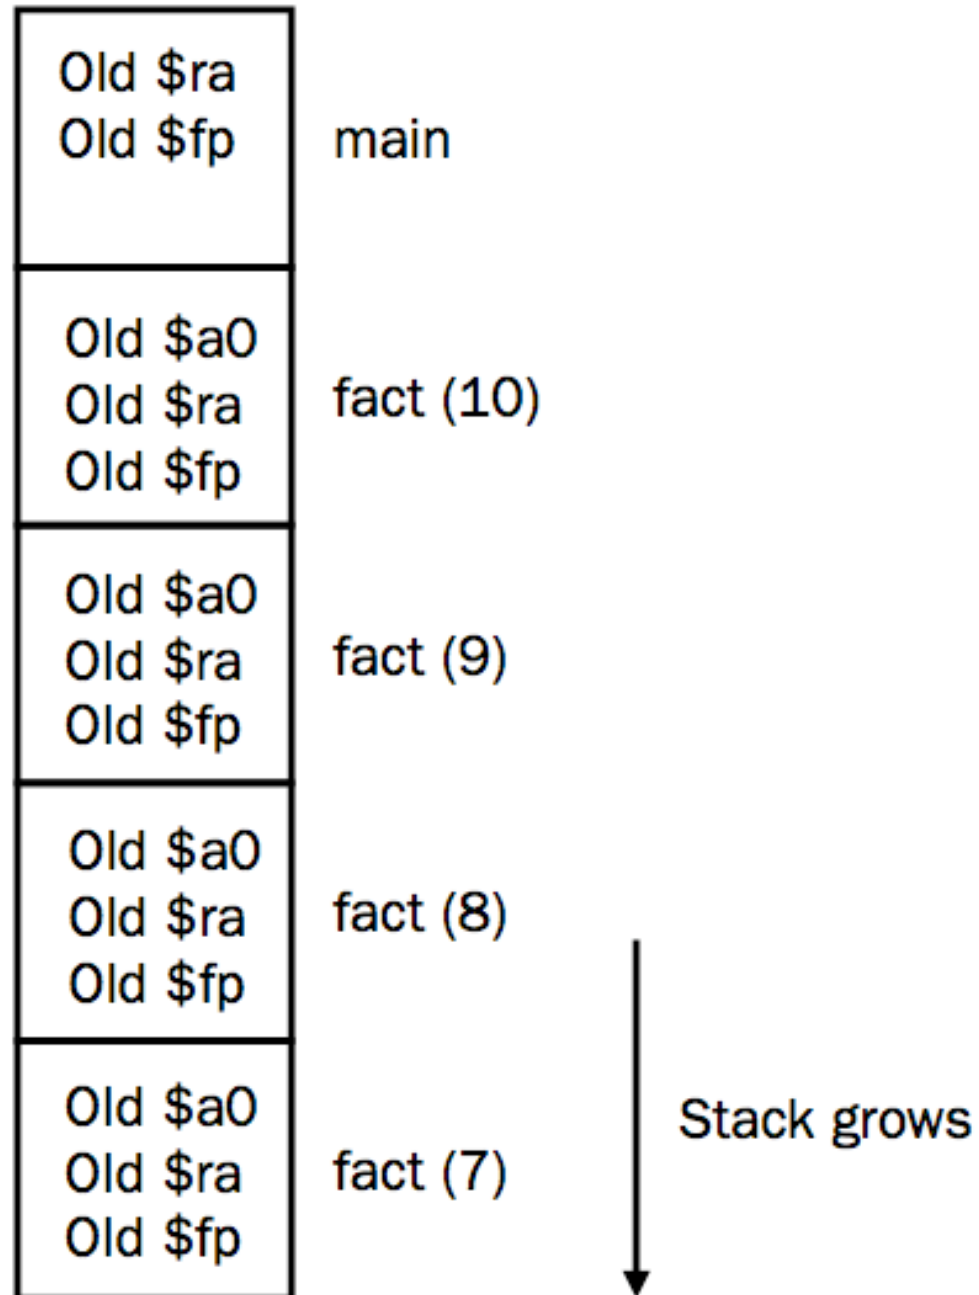 Old $ra
Old $fp
main
Old $a0
Old $ra
Old $fp
fact (10)
Old $a0
Old $ra
Old $fp
fact (9)
Old $a0
Old $ra
Old $fp
fact (8)
Old $a0
Old $ra
Old $fp
fact (7)
Stack grows